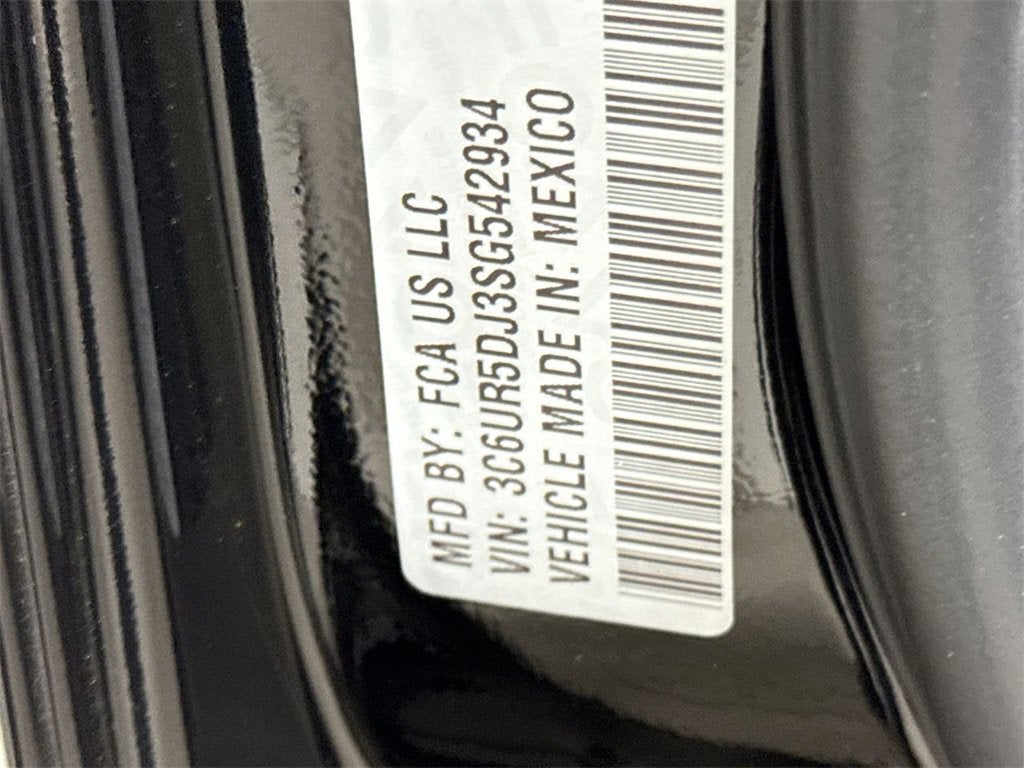 MFD BY: FCA US LLC
VIN: 3C6UR5DJ3SG542934
VEHICLE MADE IN: MEXICO